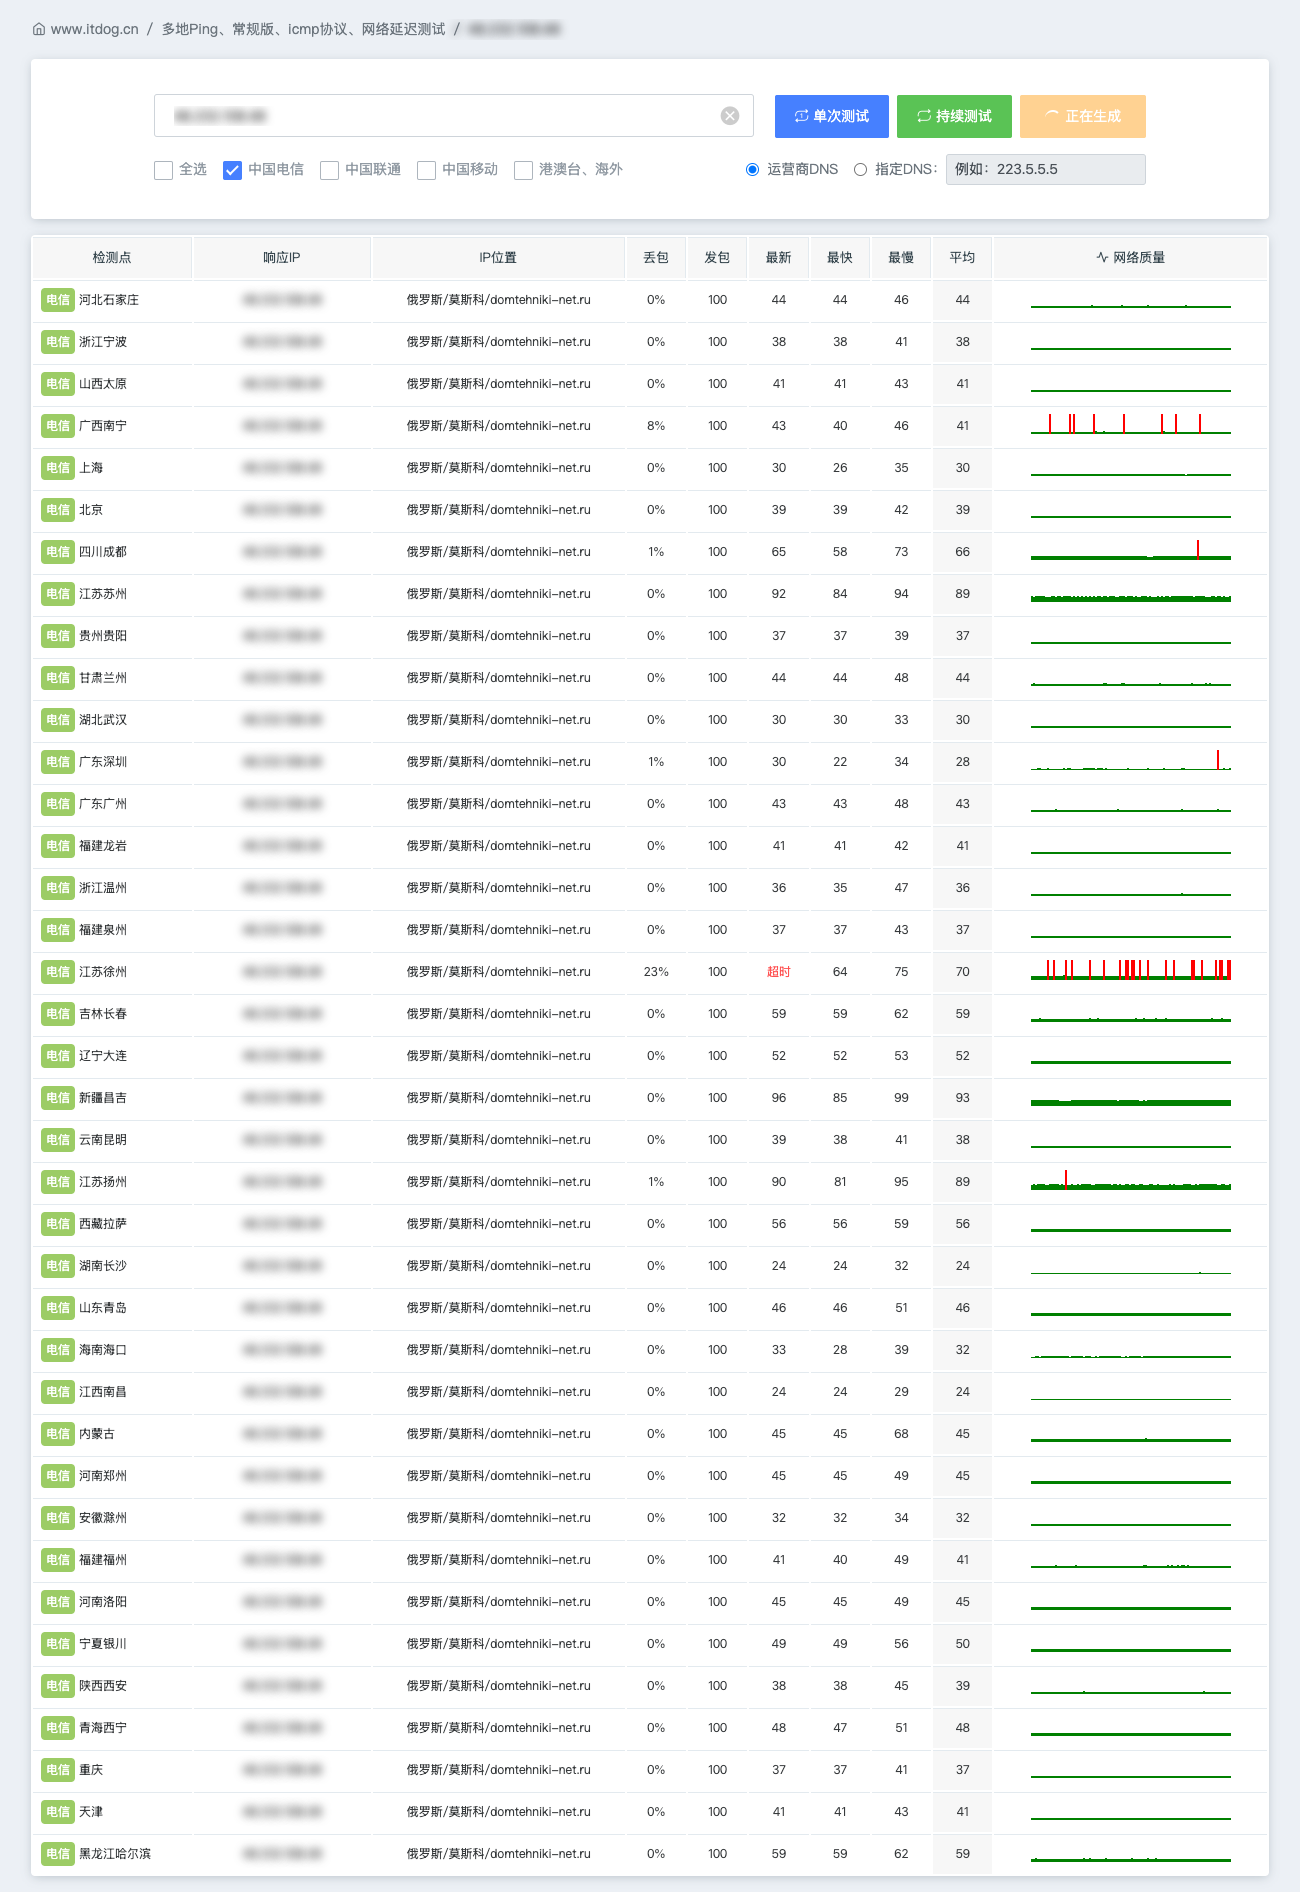 www.itdog.cn / 多地Ping、常规版、icmp协议、网络延迟测试 /
单次测试 持续测试 正在生成
全选 中国电信 中国联通 中国移动 港澳台、海外 运营商DNS 指定DNS: 例如：223.5.5.5
检测点 响应IP IP位置 丢包 发包 最新 最快 最慢 平均 网络质量
电信 河北石家庄 俄罗斯/莫斯科/domtehniki-net.ru 0% 100 44 44 46 44
电信 浙江宁波 俄罗斯/莫斯科/domtehniki-net.ru 0% 100 38 38 41 38
电信 山西太原 俄罗斯/莫斯科/domtehniki-net.ru 0% 100 41 41 43 41
电信 广西南宁 俄罗斯/莫斯科/domtehniki-net.ru 8% 100 43 40 46 41
电信 上海 俄罗斯/莫斯科/domtehniki-net.ru 0% 100 30 26 35 30
电信 北京 俄罗斯/莫斯科/domtehniki-net.ru 0% 100 39 39 42 39
电信 四川成都 俄罗斯/莫斯科/domtehniki-net.ru 1% 100 65 58 73 66
电信 江苏苏州 俄罗斯/莫斯科/domtehniki-net.ru 0% 100 92 84 94 89
电信 贵州贵阳 俄罗斯/莫斯科/domtehniki-net.ru 0% 100 37 37 39 37
电信 甘肃兰州 俄罗斯/莫斯科/domtehniki-net.ru 0% 100 44 44 48 44
电信 湖北武汉 俄罗斯/莫斯科/domtehniki-net.ru 0% 100 30 30 33 30
电信 广东深圳 俄罗斯/莫斯科/domtehniki-net.ru 1% 100 30 22 34 28
电信 广东广州 俄罗斯/莫斯科/domtehniki-net.ru 0% 100 43 43 48 43
电信 福建龙岩 俄罗斯/莫斯科/domtehniki-net.ru 0% 100 41 41 42 41
电信 浙江温州 俄罗斯/莫斯科/domtehniki-net.ru 0% 100 36 35 47 36
电信 福建泉州 俄罗斯/莫斯科/domtehniki-net.ru 0% 100 37 37 43 37
电信 江苏徐州 俄罗斯/莫斯科/domtehniki-net.ru 23% 100 超时 64 75 70
电信 吉林长春 俄罗斯/莫斯科/domtehniki-net.ru 0% 100 59 59 62 59
电信 辽宁大连 俄罗斯/莫斯科/domtehniki-net.ru 0% 100 52 52 53 52
电信 新疆昌吉 俄罗斯/莫斯科/domtehniki-net.ru 0% 100 96 85 99 93
电信 云南昆明 俄罗斯/莫斯科/domtehniki-net.ru 0% 100 39 38 41 38
电信 江苏扬州 俄罗斯/莫斯科/domtehniki-net.ru 1% 100 90 81 95 89
电信 西藏拉萨 俄罗斯/莫斯科/domtehniki-net.ru 0% 100 56 56 59 56
电信 湖南长沙 俄罗斯/莫斯科/domtehniki-net.ru 0% 100 24 24 32 24
电信 山东青岛 俄罗斯/莫斯科/domtehniki-net.ru 0% 100 46 46 51 46
电信 海南海口 俄罗斯/莫斯科/domtehniki-net.ru 0% 100 33 28 39 32
电信 江西南昌 俄罗斯/莫斯科/domtehniki-net.ru 0% 100 24 24 29 24
电信 内蒙古 俄罗斯/莫斯科/domtehniki-net.ru 0% 100 45 45 68 45
电信 河南郑州 俄罗斯/莫斯科/domtehniki-net.ru 0% 100 45 45 49 45
电信 安徽滁州 俄罗斯/莫斯科/domtehniki-net.ru 0% 100 32 32 34 32
电信 福建福州 俄罗斯/莫斯科/domtehniki-net.ru 0% 100 41 40 49 41
电信 河南洛阳 俄罗斯/莫斯科/domtehniki-net.ru 0% 100 45 45 49 45
电信 宁夏银川 俄罗斯/莫斯科/domtehniki-net.ru 0% 100 49 49 56 50
电信 陕西西安 俄罗斯/莫斯科/domtehniki-net.ru 0% 100 38 38 45 39
电信 青海西宁 俄罗斯/莫斯科/domtehniki-net.ru 0% 100 48 47 51 48
电信 重庆 俄罗斯/莫斯科/domtehniki-net.ru 0% 100 37 37 41 37
电信 天津 俄罗斯/莫斯科/domtehniki-net.ru 0% 100 41 41 43 41
电信 黑龙江哈尔滨 俄罗斯/莫斯科/domtehniki-net.ru 0% 100 59 59 62 59